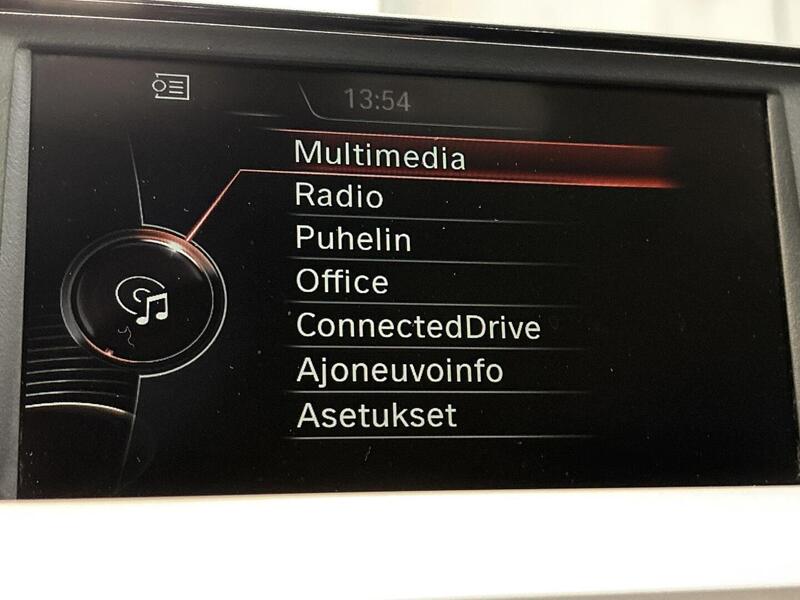 13:54
Multimedia
Radio
Puhelin
Office
ConnectedDrive
Ajoneuvoinfo
Asetukset